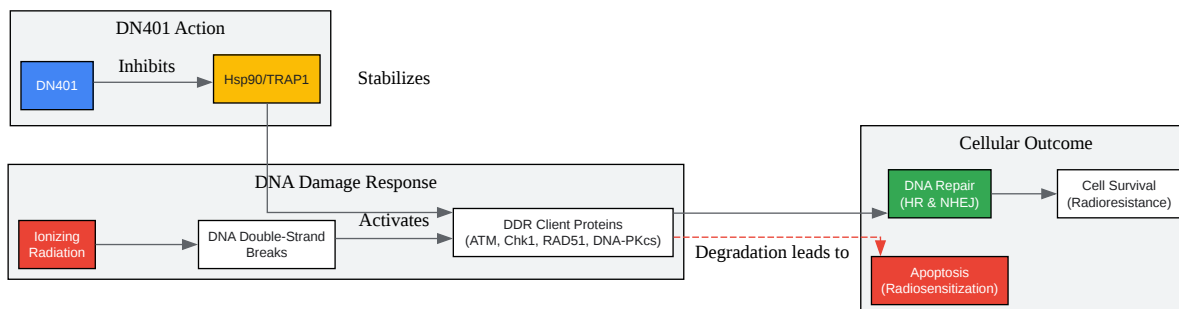 DN401 Action
Inhibits
DN401
Hsp90/TRAP1
Stabilizes
DNA Damage Response
Activates
Ionizing
Radiation
DNA Double-Strand
Breaks
DDR Client Proteins
(ATM, Chk1, RAD51, DNA-PKcs)
Degradation leads to
Cellular Outcome
DNA Repair
(HR & NHEJ)
Cell Survival
(Radioresistance)
Apoptosis
(Radiosensitization)